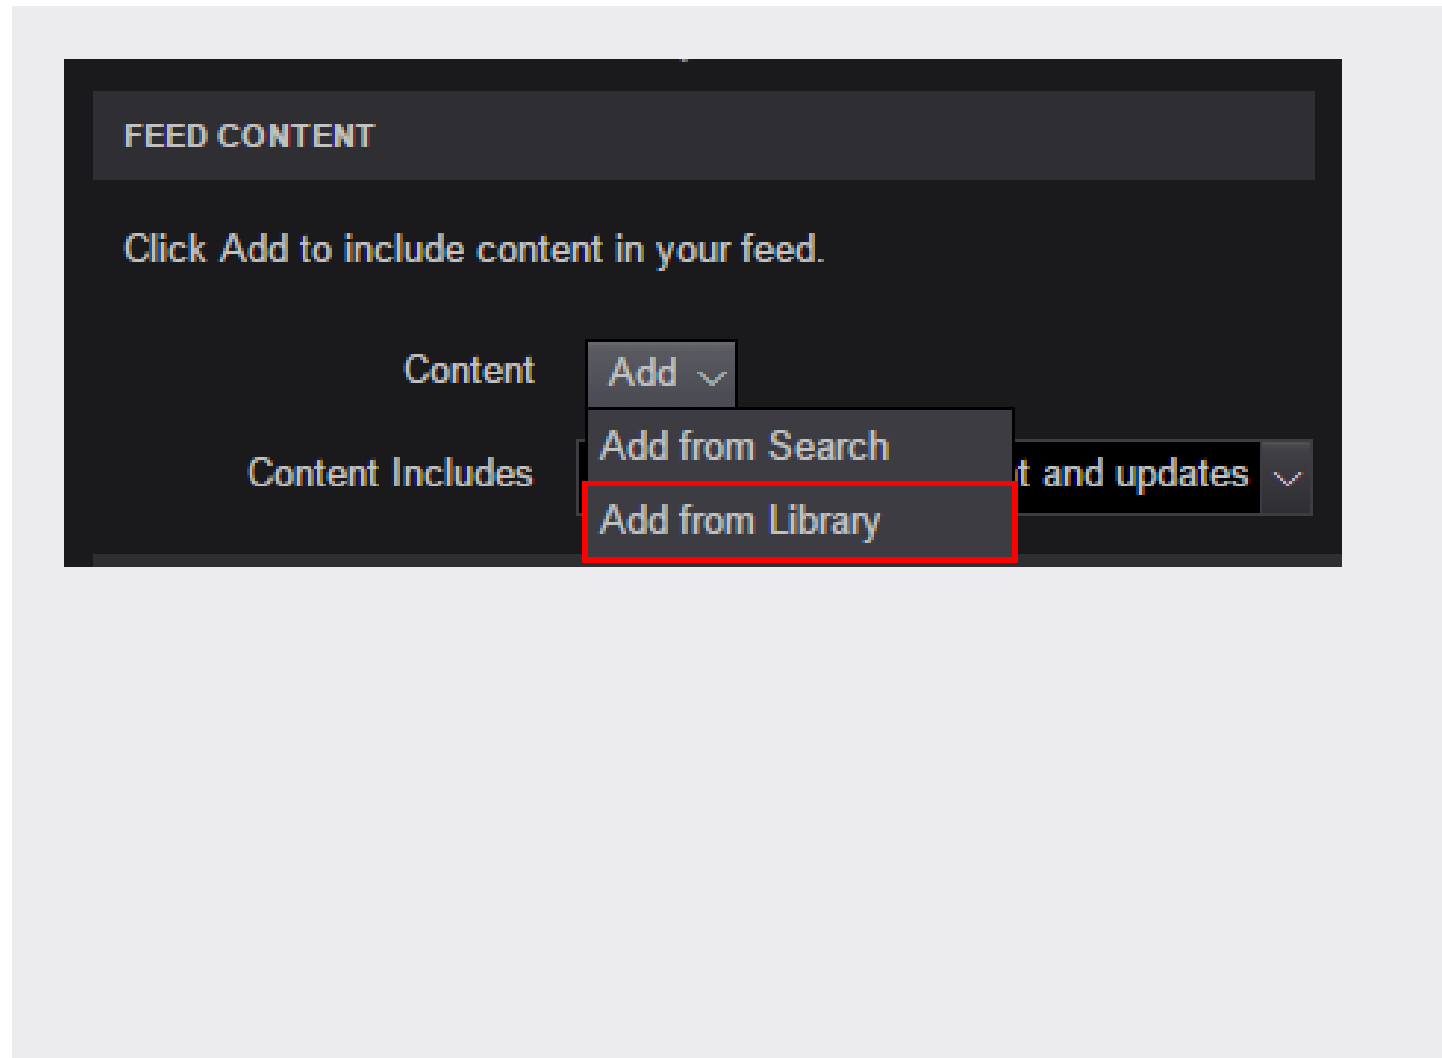 FEED CONTENT
Click Add to include content in your feed.
Content Add
Add from Search
Content Includes and updates
Add from Library